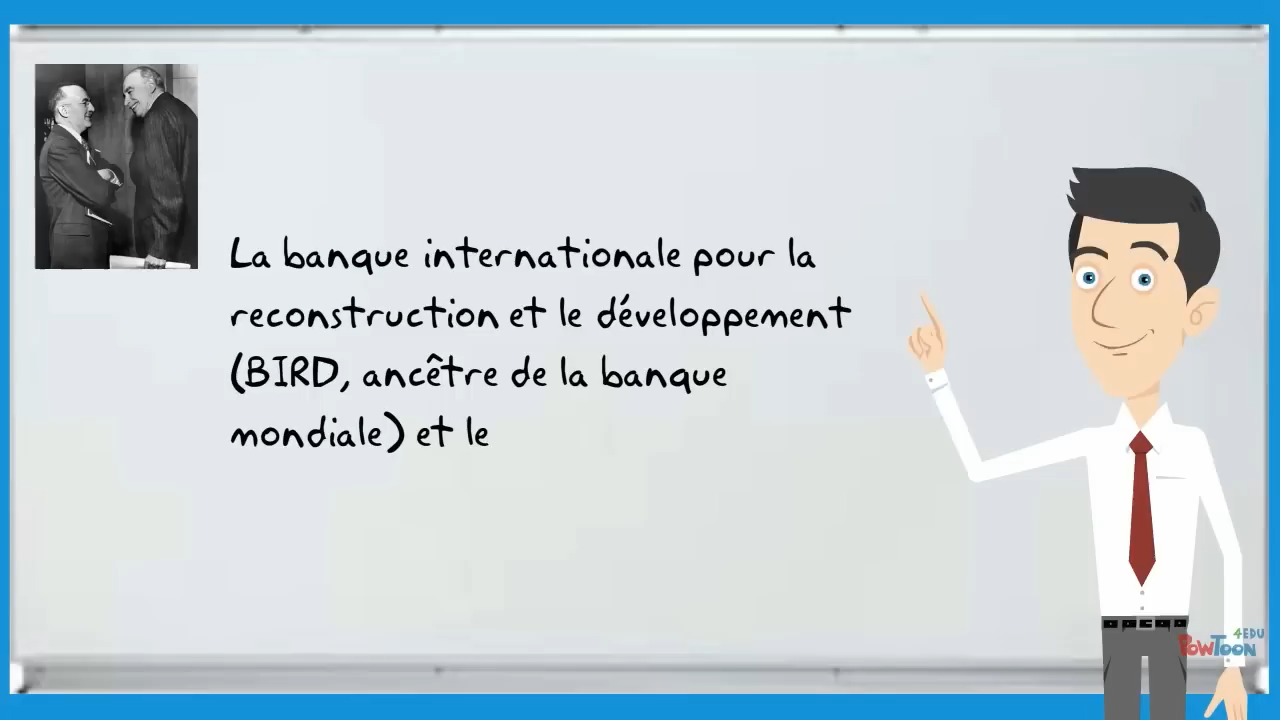 La banque internationale pour la
reconstruction et le développement
(BIRD, ancêtre de la banque
mondiale) et le
4EDU
PowToon